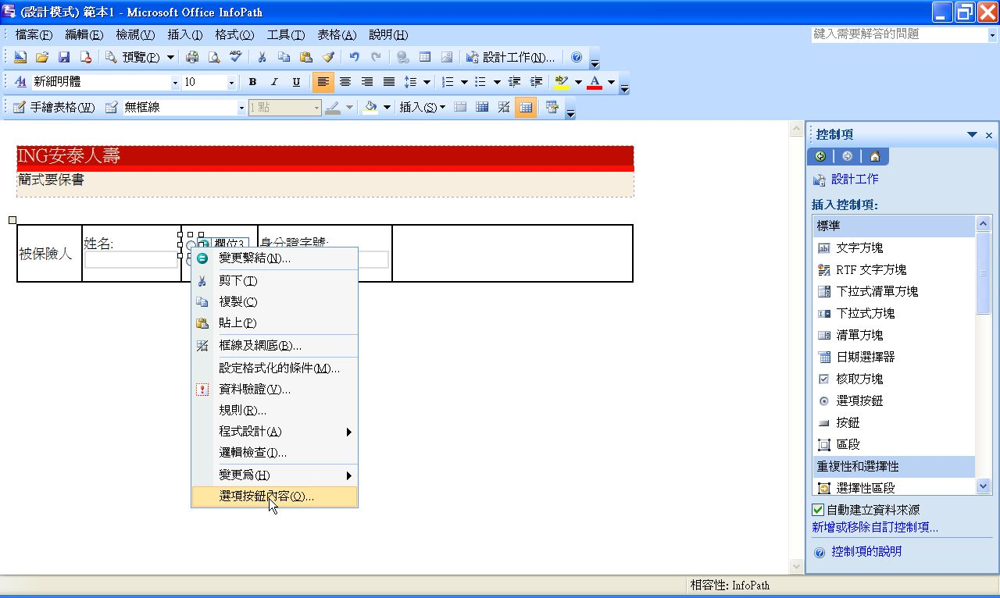 (設計模式) 範本1 - Microsoft Office InfoPath
檔案(F) 編輯(E) 檢視(V) 插入(I) 格式(O) 工具(T) 表格(A) 說明(H) 鍵入需要解答的問題
預覽(P) 設計工作(N)...
新細明體 10 B I U
手繪表格(W) 無框線 1 點 插入(S)
ING安泰人壽
簡式要保書
被保險人 姓名: 欄位3 身分證字號:
變更繫結(N)...
剪下(T)
複製(C)
貼上(P)
框線及網底(B)...
設定格式化的條件(M)...
資料驗證(V)...
規則(R)...
程式設計(A)
邏輯檢查(I)...
變更為(H)
選項按鈕內容(O)...
控制項
設計工作
插入控制項:
標準
文字方塊
RTF 文字方塊
下拉式清單方塊
下拉式方塊
清單方塊
日期選擇器
核取方塊
選項按鈕
按鈕
區段
重複性和選擇性
選擇性區段
自動建立資料來源
新增或移除自訂控制項...
控制項的說明
相容性: InfoPath